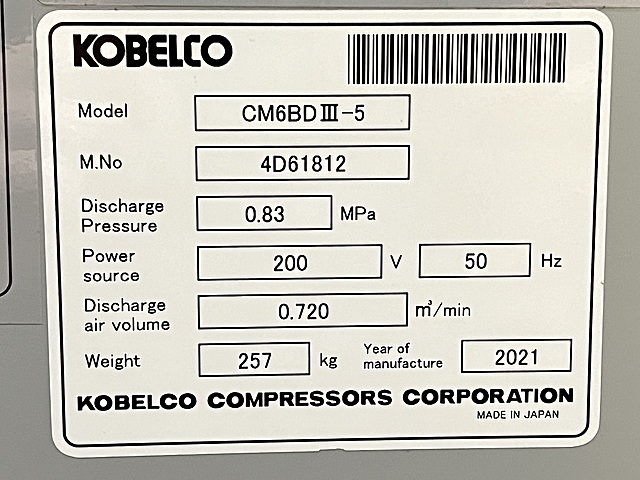 KOBELCO
Model CM6BDⅢ-5
M.No 4D61812
Discharge
Pressure 0.83 MPa
Power
source 200 V 50 Hz
Discharge
air volume 0.720 m³/min
Weight 257 kg Year of
manufacture 2021
KOBELCO COMPRESSORS CORPORATION
MADE IN JAPAN